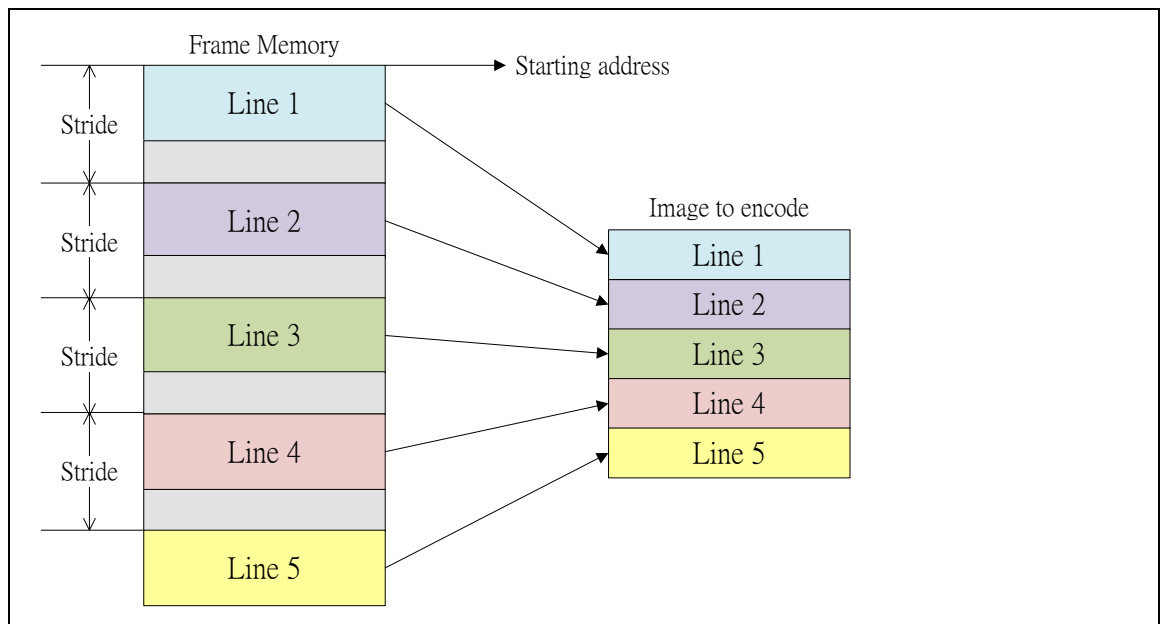 Frame Memory
Starting address
Line 1
Stride
Line 2
Stride
Line 3
Stride
Line 4
Stride
Line 5
Image to encode
Line 1
Line 2
Line 3
Line 4
Line 5